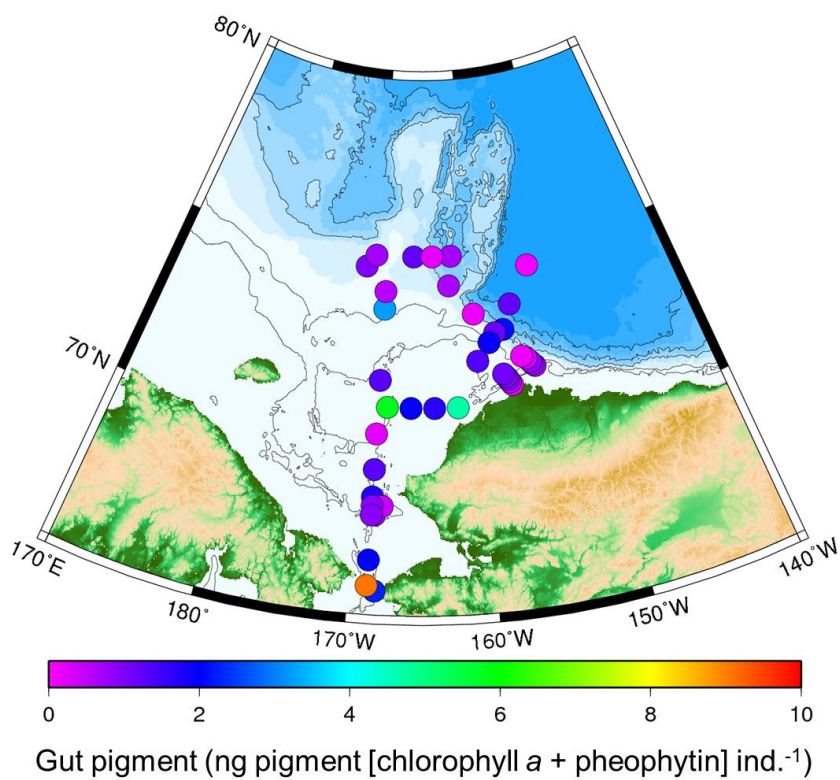 80˚N
70˚N
170˚E
180˚
170˚W
160˚W
150˚W
140˚W
0 2 4 6 8 10
Gut pigment (ng pigment [chlorophyll a + pheophytin] ind.⁻¹)